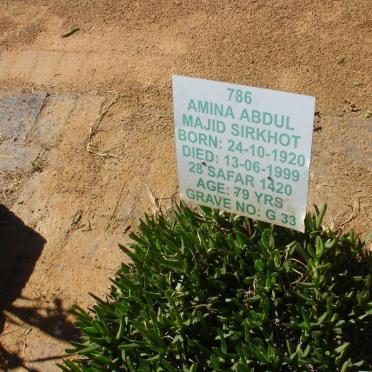 786
AMINA ABDUL
MAJID SIRKHOT
BORN: 24-10-1920
DIED: 13-06-1999
28 SAFAR 1420
AGE: 79 YRS
GRAVE NO: G 33